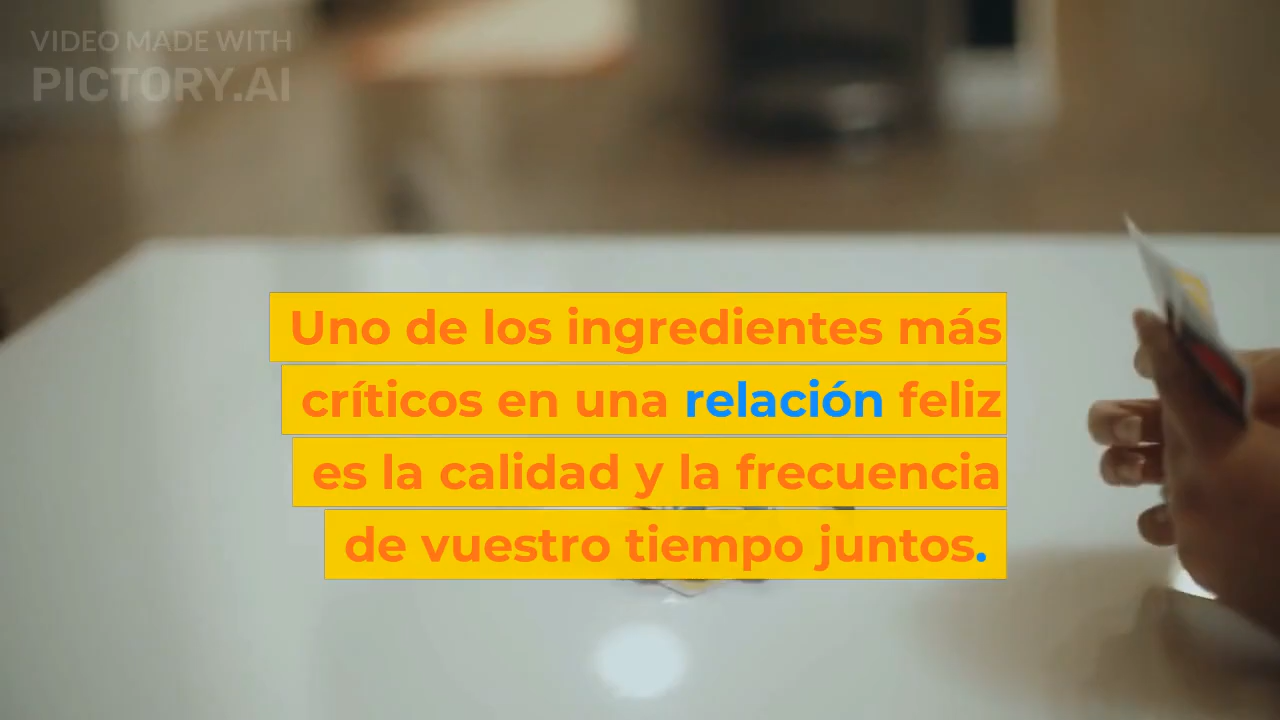 VIDEO MADE WITH
PICTORY.AI
Uno de los ingredientes más
críticos en una relación feliz
es la calidad y la frecuencia
de vuestro tiempo juntos.